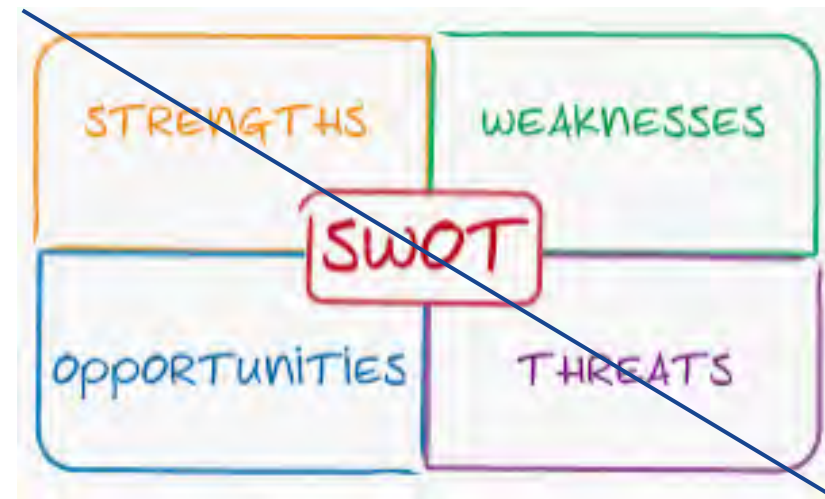 STRENGTHS
WEAKNESSES
SWOT
OPPORTUNITIES
THREATS